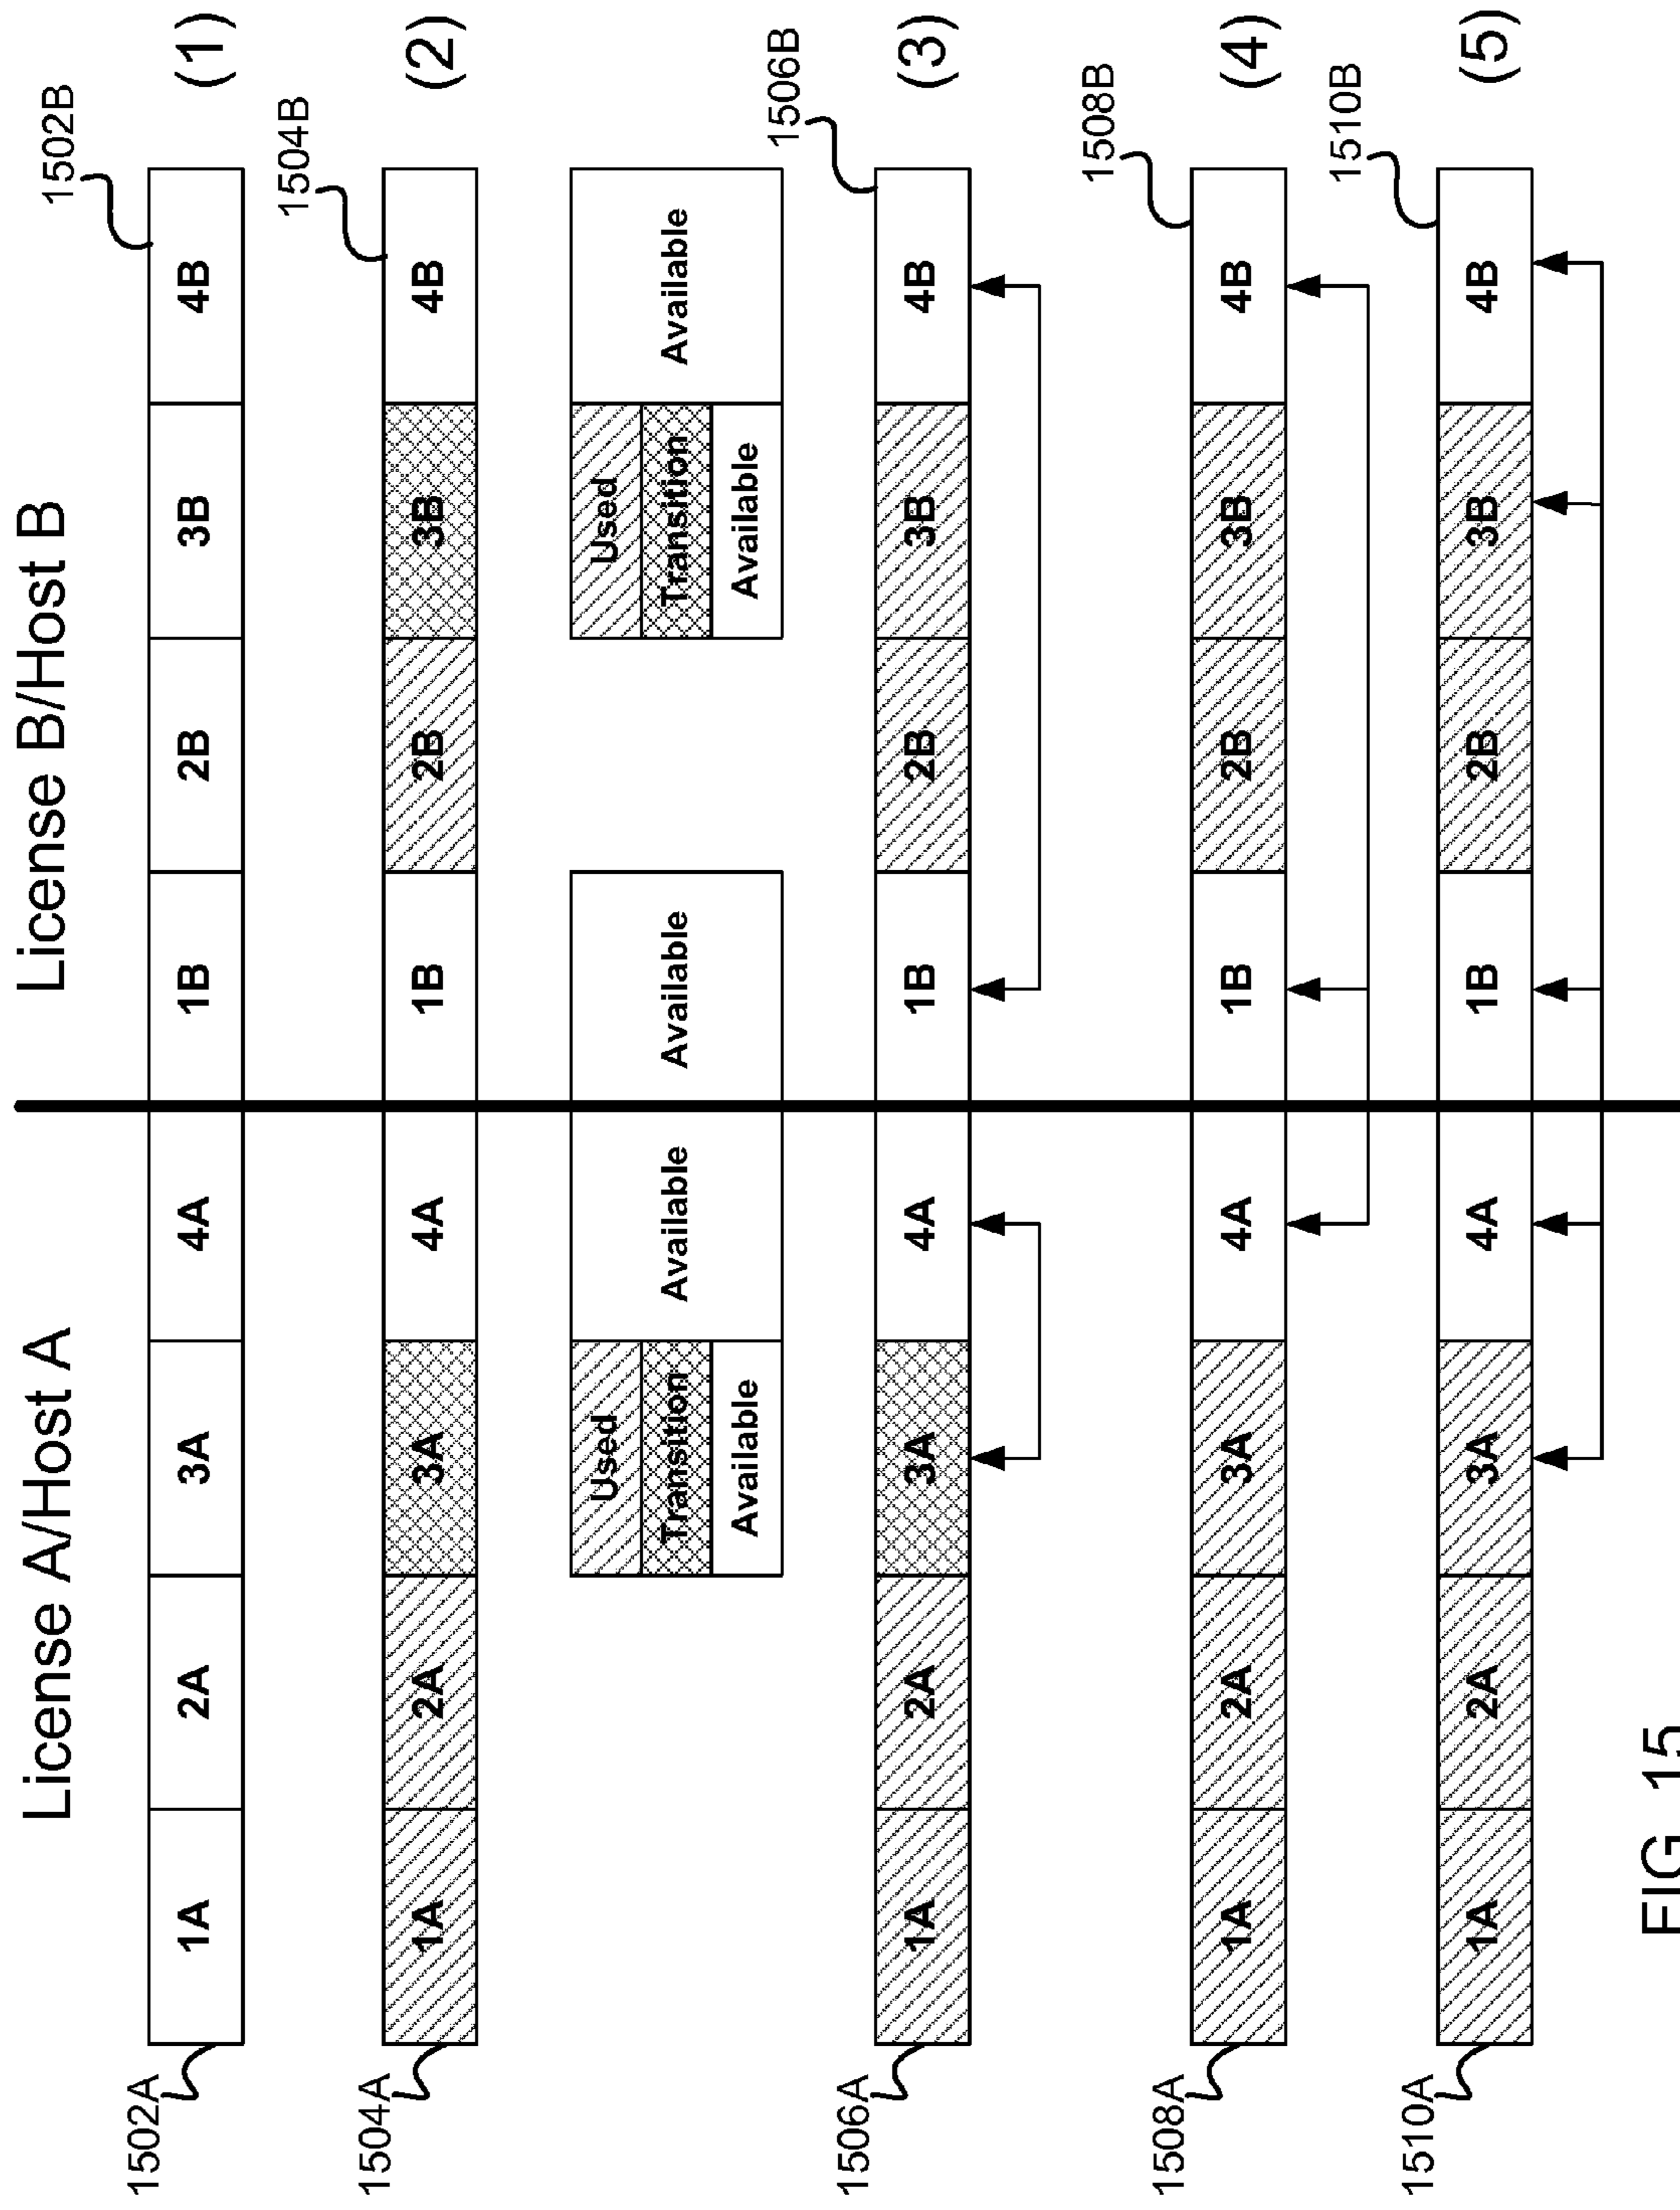 License A/Host A
License B/Host B
1502A
1A 2A 3A 4A 1B 2B 3B 4B
1502B
(1)
1504A
1A 2A 3A 4A 1B 2B 3B 4B
1504B
(2)
Used
Transition
Available
Available
Available
Used
Transition
Available
Available
1506A
1A 2A 3A 4A 1B 2B 3B 4B
1506B
(3)
1508A
1A 2A 3A 4A 1B 2B 3B 4B
1508B
(4)
1510A
1A 2A 3A 4A 1B 2B 3B 4B
1510B
(5)
FIG. 15